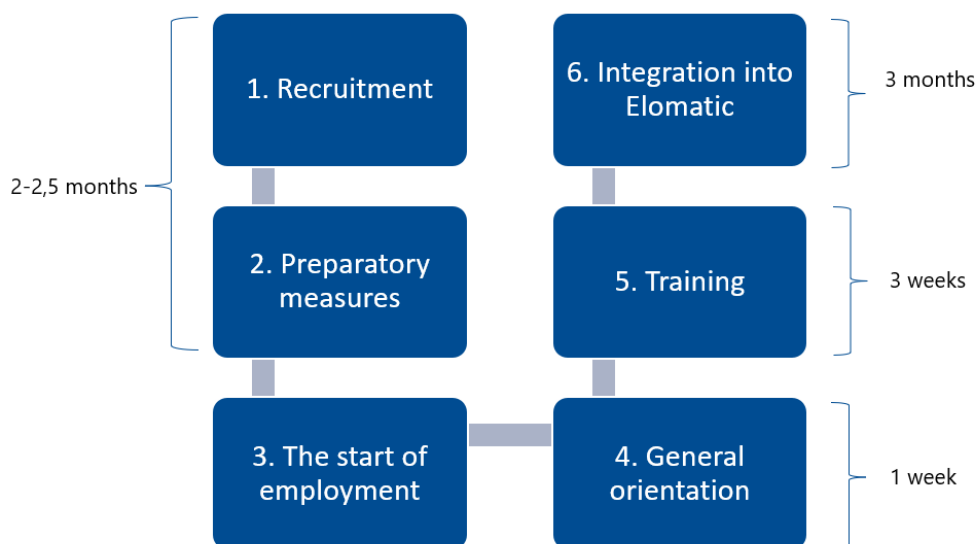 1. Recruitment
2-2,5 months
2. Preparatory
measures
3. The start of
employment
4. General
orientation
1 week
5. Training
3 weeks
6. Integration into
Elomatic
3 months